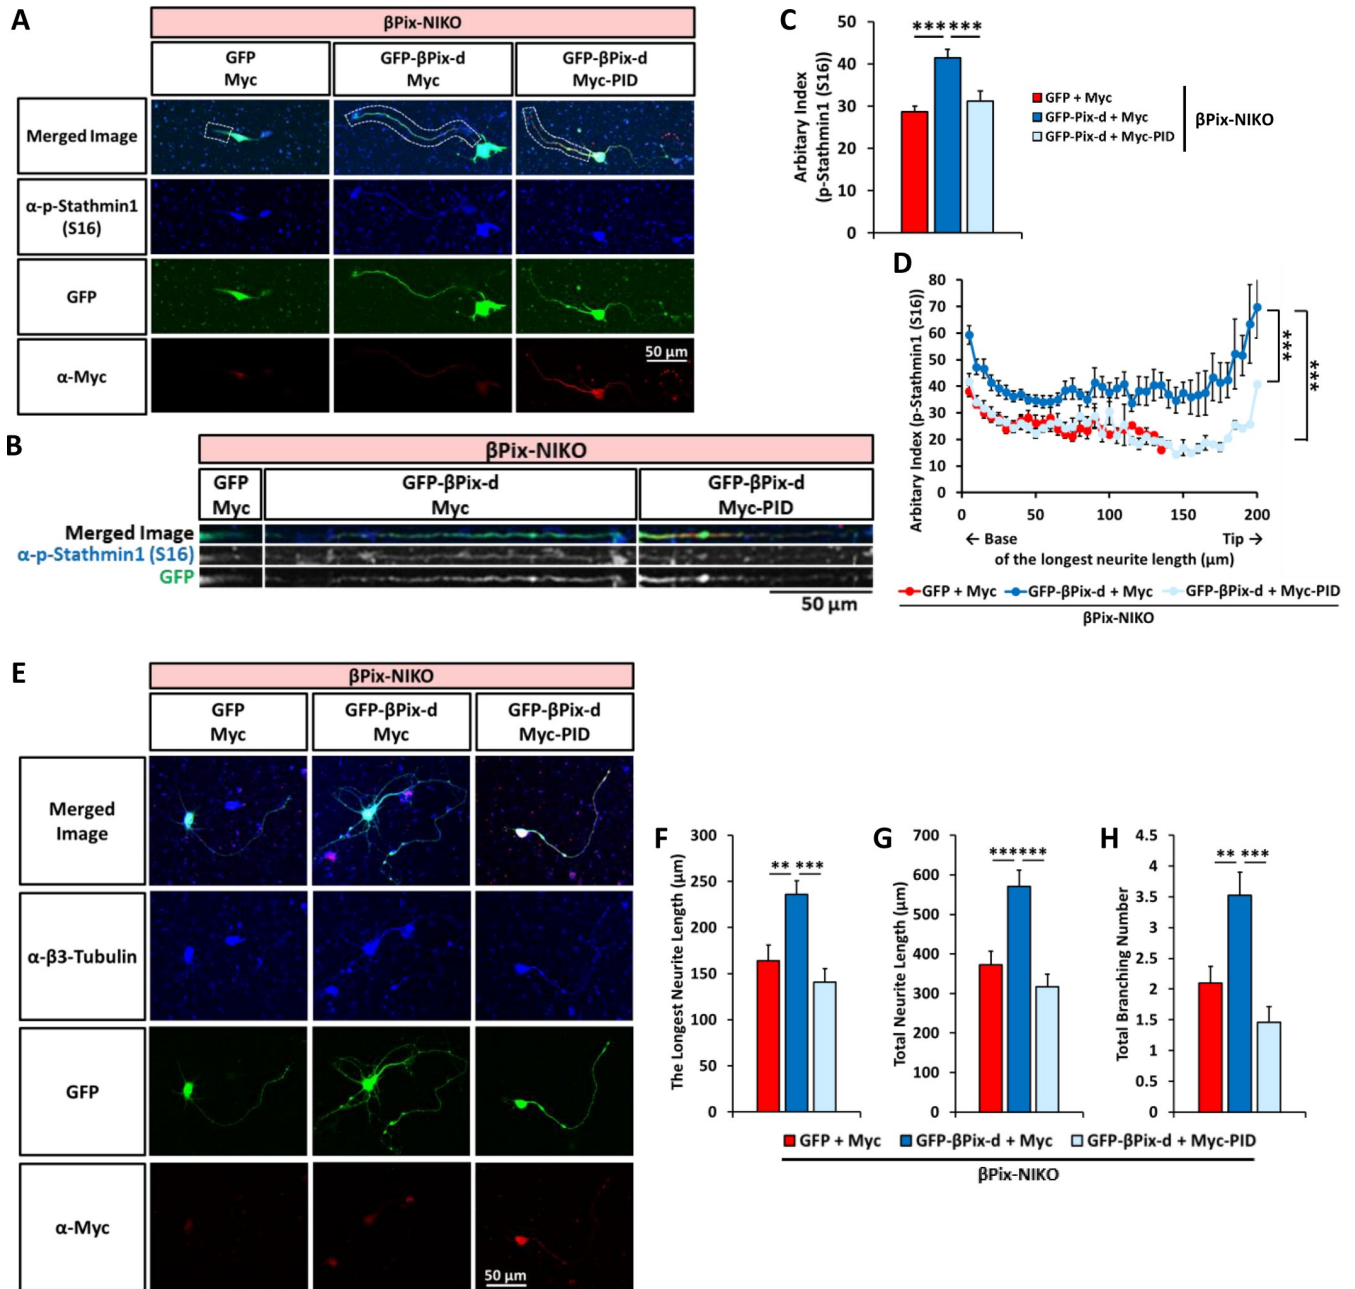 A
βPix-NIKO
GFP
Myc
GFP-βPix-d
Myc
GFP-βPix-d
Myc-PID
Merged Image
α-p-Stathmin1
(S16)
GFP
α-Myc
50 µm
B
βPix-NIKO
GFP
Myc
GFP-βPix-d
Myc
GFP-βPix-d
Myc-PID
Merged Image
α-p-Stathmin1 (S16)
GFP
50 µm
C
Arbitary Index
(p-Stathmin1 (S16))
50
40
30
20
10
0
*** ***
GFP + Myc
GFP-Pix-d + Myc
GFP-Pix-d + Myc-PID
βPix-NIKO
D
Arbitary Index (p-Stathmin1 (S16))
80
70
60
50
40
30
20
10
0
0 50 100 150 200
← Base Tip →
of the longest neurite length (µm)
***
***
GFP + Myc GFP-βPix-d + Myc GFP-βPix-d + Myc-PID
βPix-NIKO
E
βPix-NIKO
GFP
Myc
GFP-βPix-d
Myc
GFP-βPix-d
Myc-PID
Merged
Image
α-β3-Tubulin
GFP
α-Myc
50 µm
F
The Longest Neurite Length (µm)
300
250
200
150
100
50
0
** ***
G
Total Neurite Length (µm)
700
600
500
400
300
200
100
0
*** ***
H
Total Branching Number
4.5
4
3.5
3
2.5
2
1.5
1
0.5
0
** ***
GFP + Myc GFP-βPix-d + Myc GFP-βPix-d + Myc-PID
βPix-NIKO